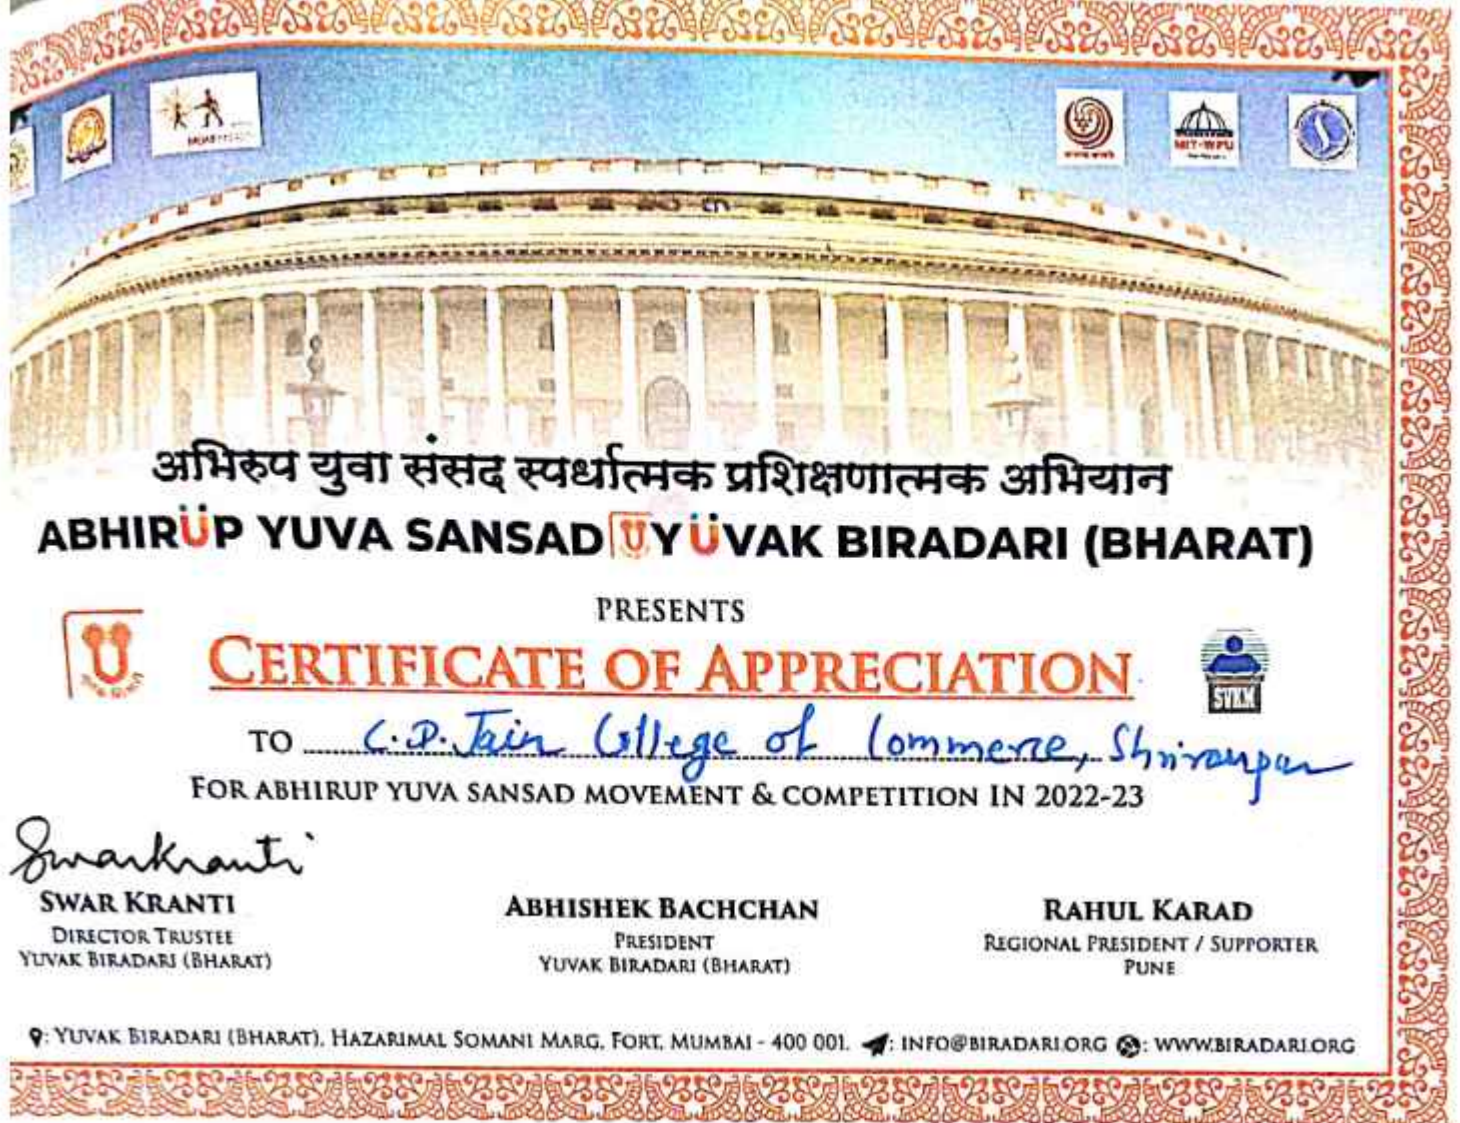 MIT-WPU
अभिरुप युवा संसद स्पर्धात्मक प्रशिक्षणात्मक अभियान
ABHIRÜP YUVA SANSAD Ü YÜVAK BIRADARI (BHARAT)
PRESENTS
CERTIFICATE OF APPRECIATION
SVKM
TO C.D. Jain College of Commerce, Shrirampur
FOR ABHIRUP YUVA SANSAD MOVEMENT & COMPETITION IN 2022-23
Swarkranti
SWAR KRANTI
DIRECTOR TRUSTEE
YUVAK BIRADARI (BHARAT)
ABHISHEK BACHCHAN
PRESIDENT
YUVAK BIRADARI (BHARAT)
RAHUL KARAD
REGIONAL PRESIDENT / SUPPORTER
PUNE
: YUVAK BIRADARI (BHARAT), HAZARIMAL SOMANI MARG, FORT, MUMBAI - 400 001. : INFO@BIRADARI.ORG : WWW.BIRADARI.ORG